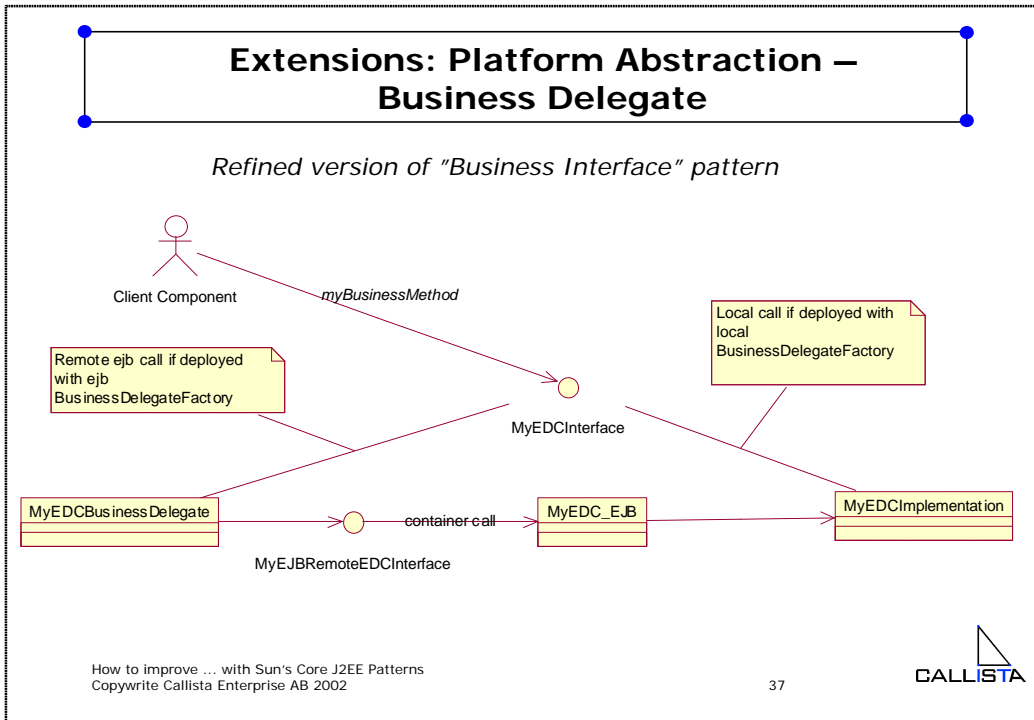 Extensions: Platform Abstraction –
Business Delegate
Refined version of ”Business Interface” pattern
Client Component
myBusinessMethod
Local call if deployed with
local
BusinessDelegateFactory
Remote ejb call if deployed
with ejb
BusinessDelegateFactory
MyEDCInterface
MyEDCBusinessDelegate
container call
MyEDC_EJB
MyEDCImplementation
MyEJBRemoteEDCInterface
How to improve ... with Sun's Core J2EE Patterns
Copywrite Callista Enterprise AB 2002
37
CALLISTA